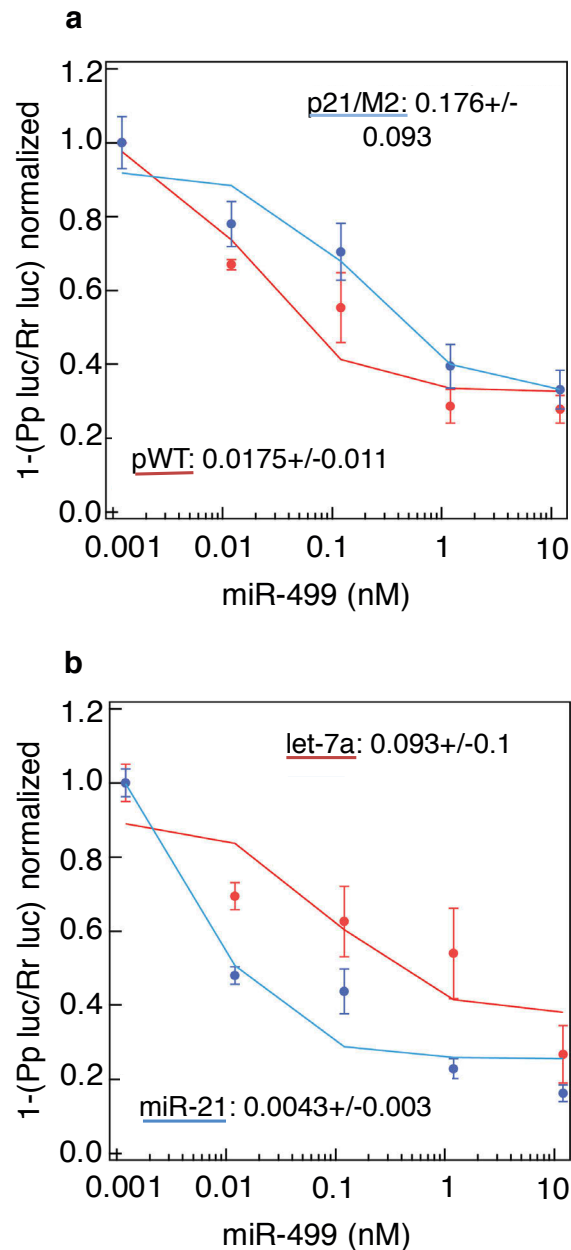 a
1.2
1.0
0.8
0.6
0.4
0.2
0.0
1-(Pp luc/Rr luc) normalized
p21/M2: 0.176+/-
0.093
pWT: 0.0175+/-0.011
0.001 0.01 0.1 1 10
miR-499 (nM)
b
1.2
1.0
0.8
0.6
0.4
0.2
0.0
1-(Pp luc/Rr luc) normalized
let-7a: 0.093+/-0.1
miR-21: 0.0043+/-0.003
0.001 0.01 0.1 1 10
miR-499 (nM)